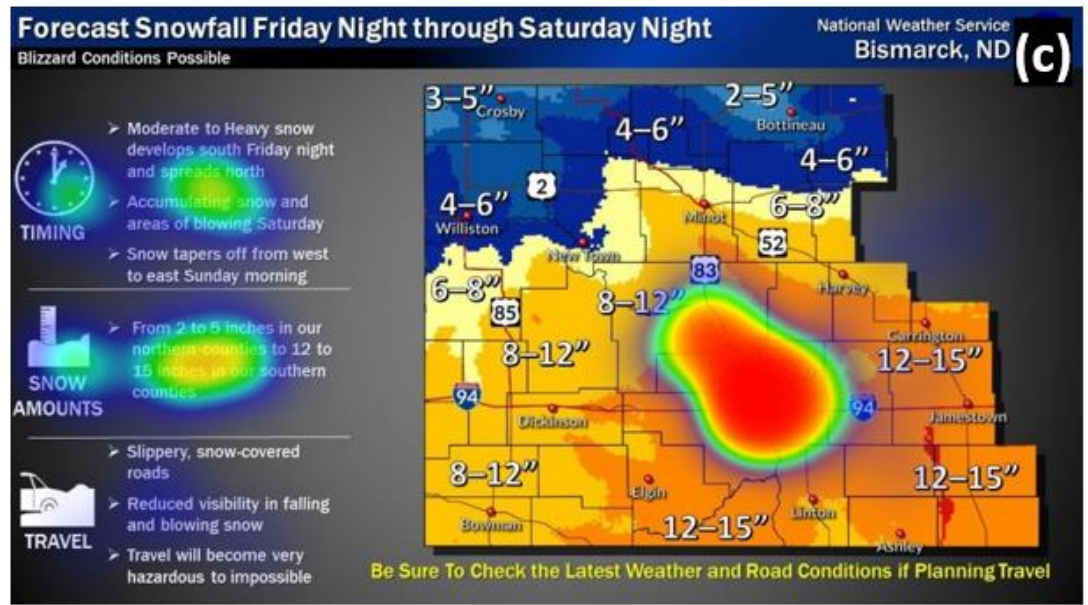 Forecast Snowfall Friday Night through Saturday Night
Blizzard Conditions Possible
National Weather Service
Bismarck, ND
(c)
TIMING
➢ Moderate to Heavy snow
develops south Friday night
and spreads north
➢ Accumulating snow and
areas of blowing Saturday
➢ Snow tapers off from west
to east Sunday morning
SNOW
AMOUNTS
➢ From 2 to 5 inches in our
northern counties to 12 to
15 inches in our southern
counties
TRAVEL
➢ Slippery, snow-covered
roads
➢ Reduced visibility in falling
and blowing snow
➢ Travel will become very
hazardous to impossible
3–5”
Crosby
2–5”
Bottineau
4–6”
4–6”
2
4–6”
Williston
Minot
6–8”
52
New Town
83
6–8”
85
8–12”
Harvey
Carrington
8–12”
12–15”
94
94
Dickinson
Jamestown
8–12”
Elgin
12–15”
Bowman
12–15”
Linton
Ashley
Be Sure To Check the Latest Weather and Road Conditions if Planning Travel